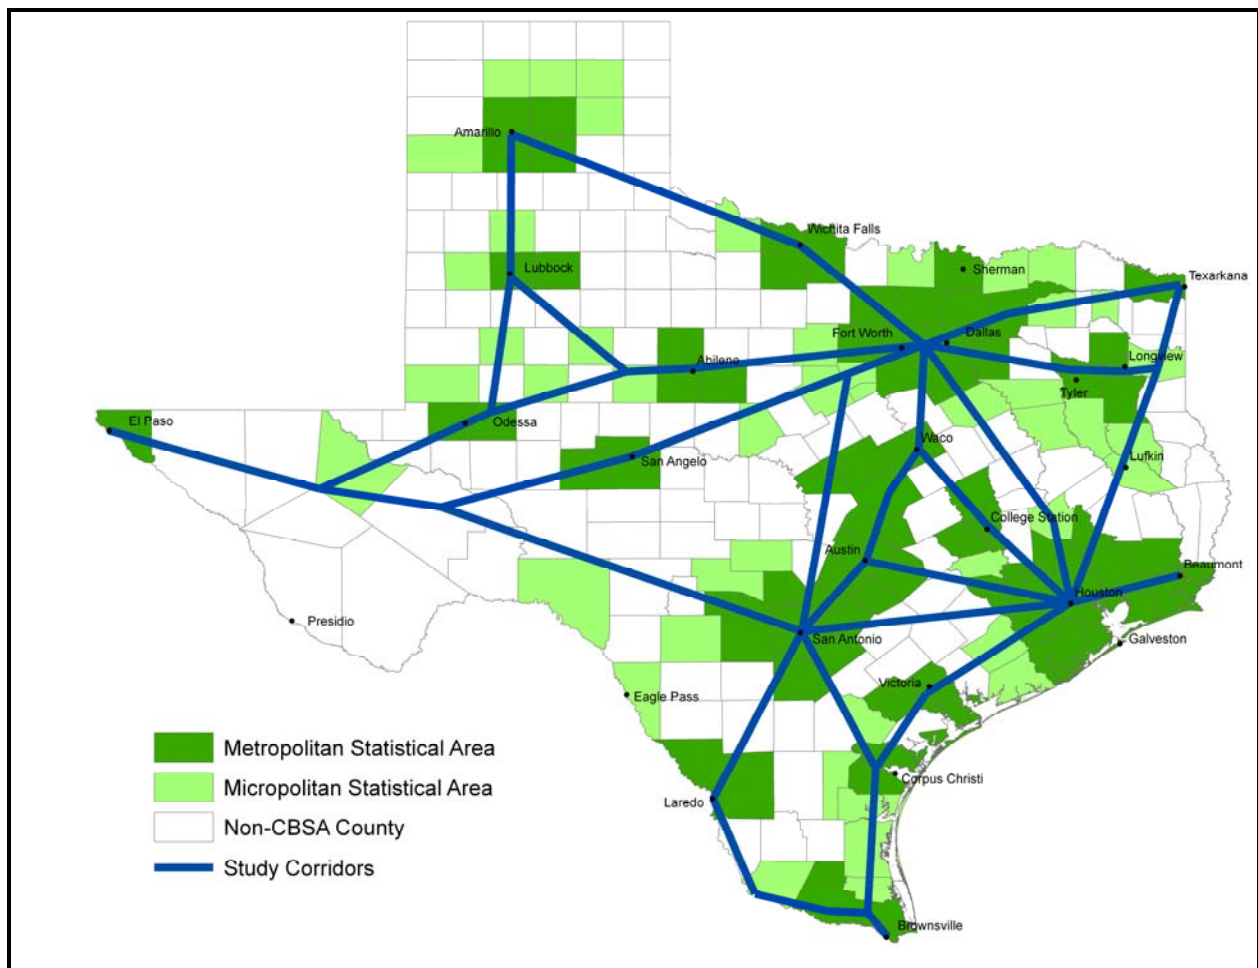 Amarillo
Wichita Falls
Lubbock
Sherman
Texarkana
Fort Worth
Dallas
Abilene
Longview
Tyler
El Paso
Odessa
Waco
San Angelo
Lufkin
College Station
Austin
Beaumont
Houston
Presidio
San Antonio
Galveston
Victoria
Eagle Pass
Metropolitan Statistical Area
Corpus Christi
Micropolitan Statistical Area
Laredo
Non-CBSA County
Study Corridors
Brownsville